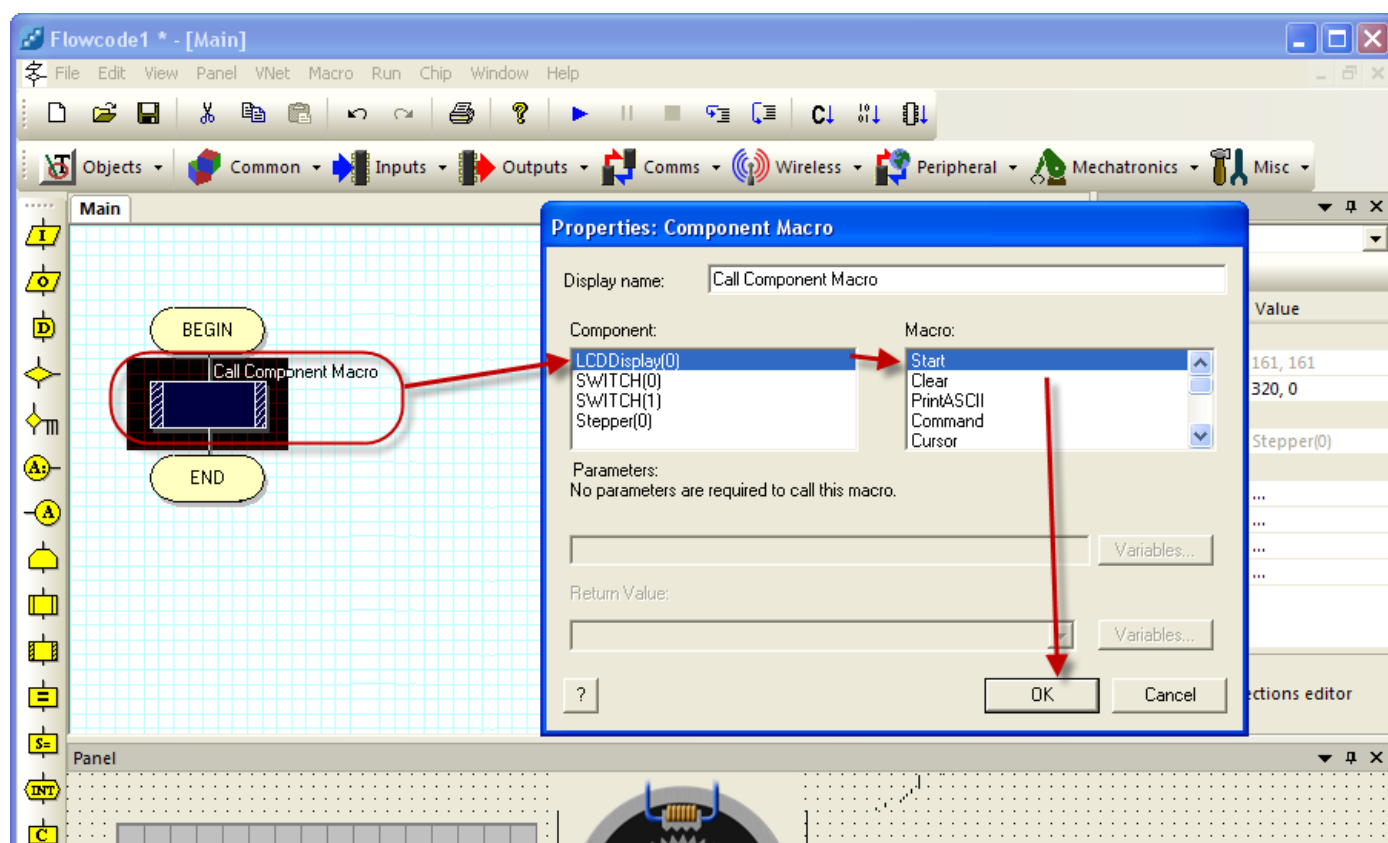 Flowcode1 * - [Main]
File Edit View Panel VNet Macro Run Chip Window Help
Objects Common Inputs Outputs Comms Wireless Peripheral Mechatronics Misc
Main
Properties: Component Macro
Display name: Call Component Macro
Component: Macro:
LCDDisplay(0)
SWITCH(0)
SWITCH(1)
Stepper(0)
Start
Clear
PrintASCII
Command
Cursor
Parameters:
No parameters are required to call this macro.
Variables...
Return Value:
Variables...
? OK Cancel
BEGIN
Call Component Macro
END
Value
161, 161
320, 0
Stepper(0)
...
...
...
...
ections editor
I
O
D
A:
A
=
S=
INT
C
Panel